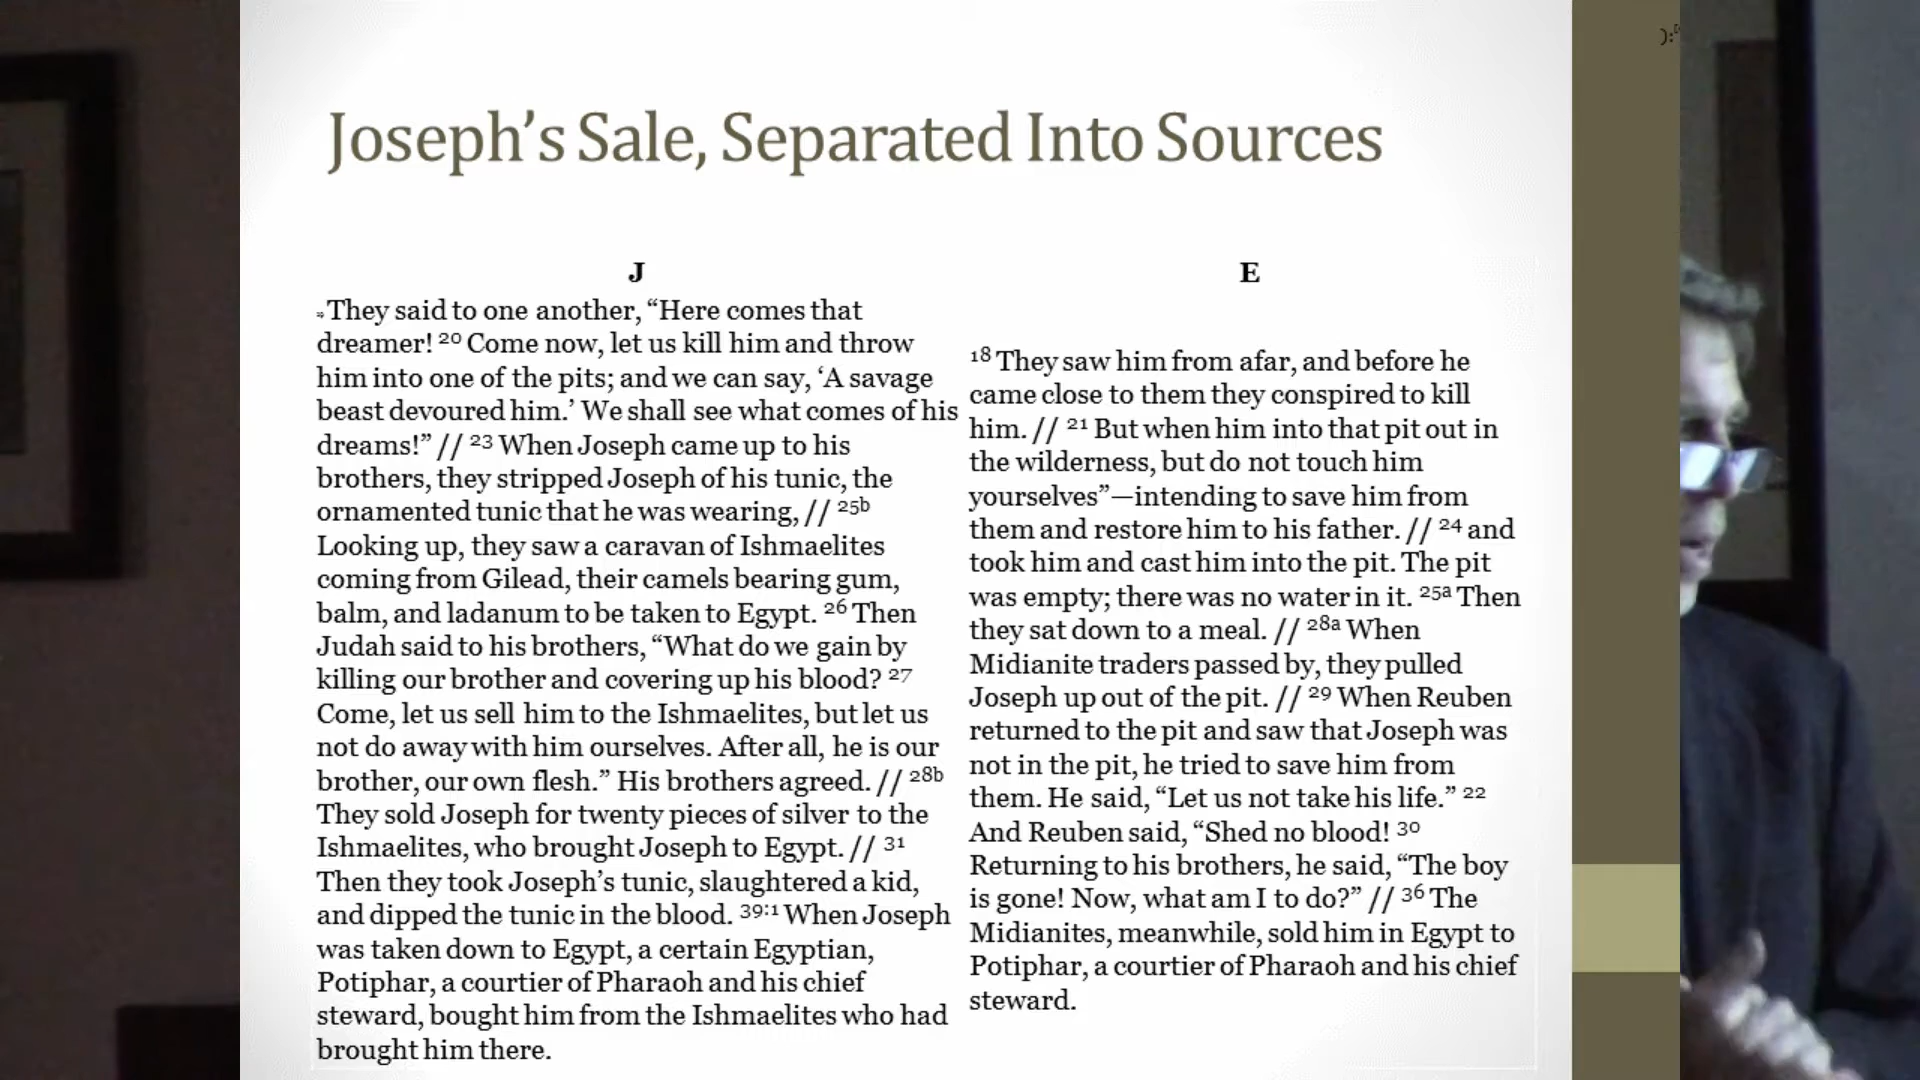 Joseph's Sale, Separated Into Sources
J
They said to one another, “Here comes that
dreamer! 20 Come now, let us kill him and throw
him into one of the pits; and we can say, ‘A savage
beast devoured him.’ We shall see what comes of his
dreams!” // 23 When Joseph came up to his
brothers, they stripped Joseph of his tunic, the
ornamented tunic that he was wearing, // 25b
Looking up, they saw a caravan of Ishmaelites
coming from Gilead, their camels bearing gum,
balm, and ladanum to be taken to Egypt. 26 Then
Judah said to his brothers, “What do we gain by
killing our brother and covering up his blood? 27
Come, let us sell him to the Ishmaelites, but let us
not do away with him ourselves. After all, he is our
brother, our own flesh.” His brothers agreed. // 28b
They sold Joseph for twenty pieces of silver to the
Ishmaelites, who brought Joseph to Egypt. // 31
Then they took Joseph’s tunic, slaughtered a kid,
and dipped the tunic in the blood. 39:1 When Joseph
was taken down to Egypt, a certain Egyptian,
Potiphar, a courtier of Pharaoh and his chief
steward, bought him from the Ishmaelites who had
brought him there.
E
18 They saw him from afar, and before he
came close to them they conspired to kill
him. // 21 But when him into that pit out in
the wilderness, but do not touch him
yourselves”—intending to save him from
them and restore him to his father. // 24 and
took him and cast him into the pit. The pit
was empty; there was no water in it. 25a Then
they sat down to a meal. // 28a When
Midianite traders passed by, they pulled
Joseph up out of the pit. // 29 When Reuben
returned to the pit and saw that Joseph was
not in the pit, he tried to save him from
them. He said, “Let us not take his life.” 22
And Reuben said, “Shed no blood! 30
Returning to his brothers, he said, “The boy
is gone! Now, what am I to do?” // 36 The
Midianites, meanwhile, sold him in Egypt to
Potiphar, a courtier of Pharaoh and his chief
steward.